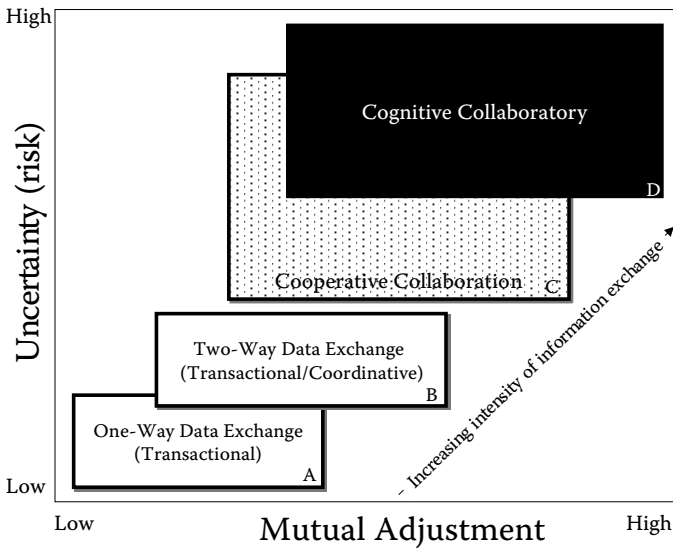 High
Cognitive Collaboratory
D
Uncertainty (risk)
Cooperative Collaboration
C
Increasing intensity of information exchange
Two-Way Data Exchange
(Transactional/Coordinative)
B
One-Way Data Exchange
(Transactional)
A
Low
Low
Mutual Adjustment
High